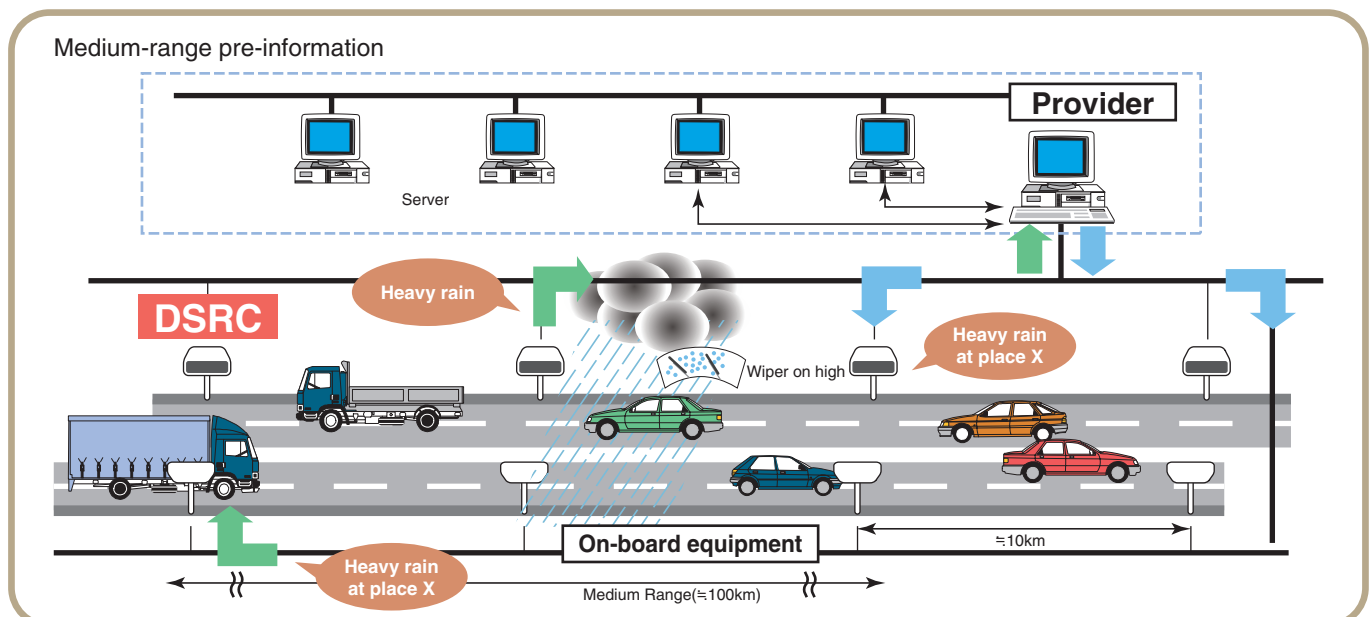 Medium-range pre-information
Provider
Server
Heavy rain
DSRC
Heavy rain
at place X
Wiper on high
≒10km
On-board equipment
Heavy rain
at place X
Medium Range(≒100km)